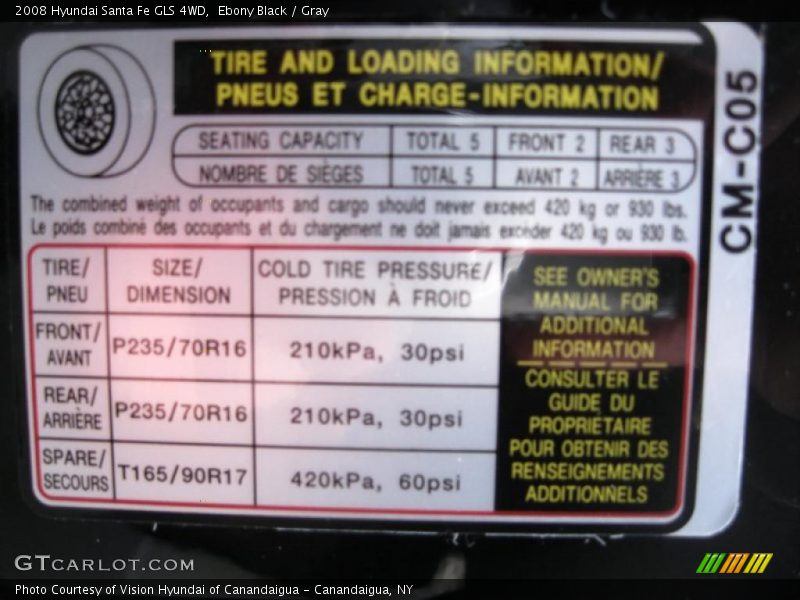 2008 Hyundai Santa Fe GLS 4WD, Ebony Black / Gray
TIRE AND LOADING INFORMATION/
PNEUS ET CHARGE-INFORMATION
SEATING CAPACITY TOTAL 5 FRONT 2 REAR 3
NOMBRE DE SIÈGES TOTAL 5 AVANT 2 ARRIÈRE 3
The combined weight of occupants and cargo should never exceed 420 kg or 930 lbs.
Le poids combiné des occupants et du chargement ne doit jamais excéder 420 kg ou 930 lb.
CM-C05
TIRE/
PNEU
SIZE/
DIMENSION
COLD TIRE PRESSURE/
PRESSION À FROID
FRONT/
AVANT
P235/70R16
210kPa, 30psi
REAR/
ARRIÈRE
P235/70R16
210kPa, 30psi
SPARE/
SECOURS
T165/90R17
420kPa, 60psi
SEE OWNER'S
MANUAL FOR
ADDITIONAL
INFORMATION
CONSULTER LE
GUIDE DU
PROPRIÉTAIRE
POUR OBTENIR DES
RENSEIGNEMENTS
ADDITIONNELS
GTCARLOT.COM
Photo Courtesy of Vision Hyundai of Canandaigua - Canandaigua, NY